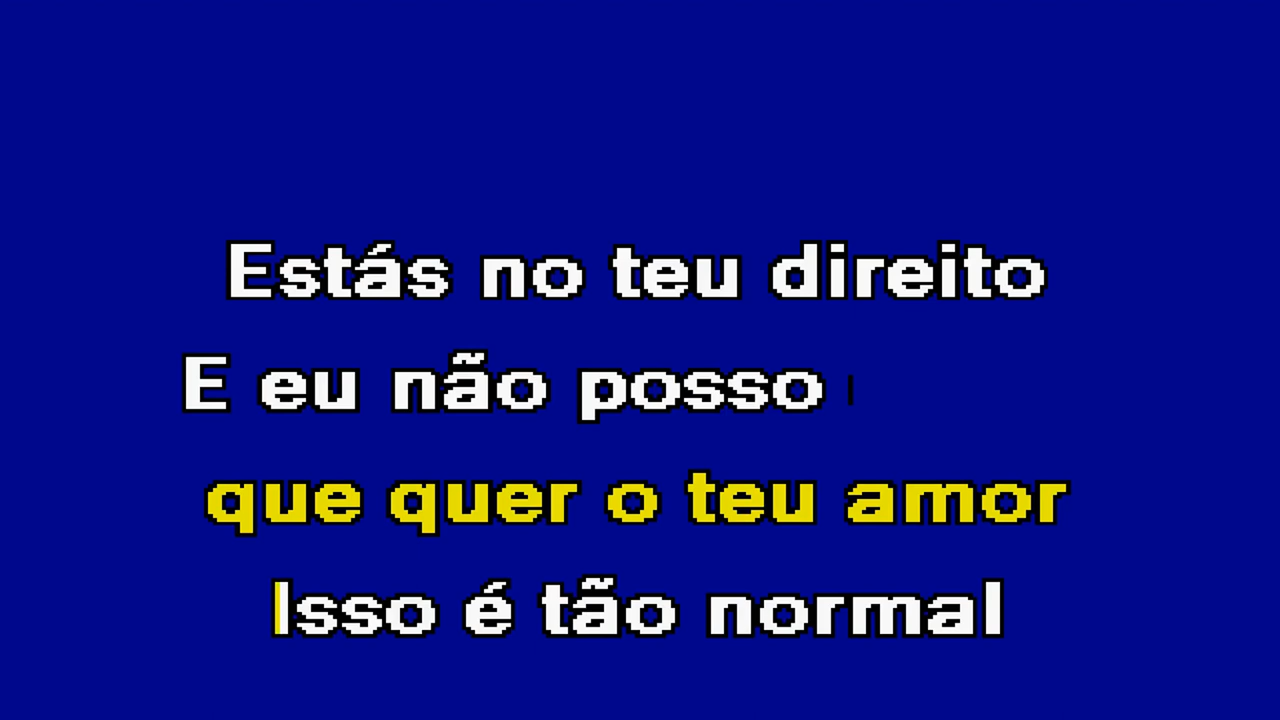 Estás no teu direito
E eu não posso
que quer o teu amor
Isso é tão normal